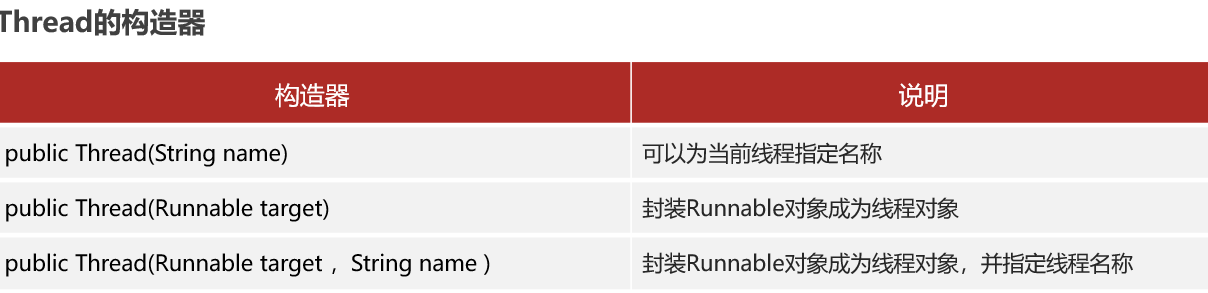 Thread的构造器
构造器 说明
public Thread(String name) 可以为当前线程指定名称
public Thread(Runnable target) 封装Runnable对象成为线程对象
public Thread(Runnable target ，String name ) 封装Runnable对象成为线程对象，并指定线程名称